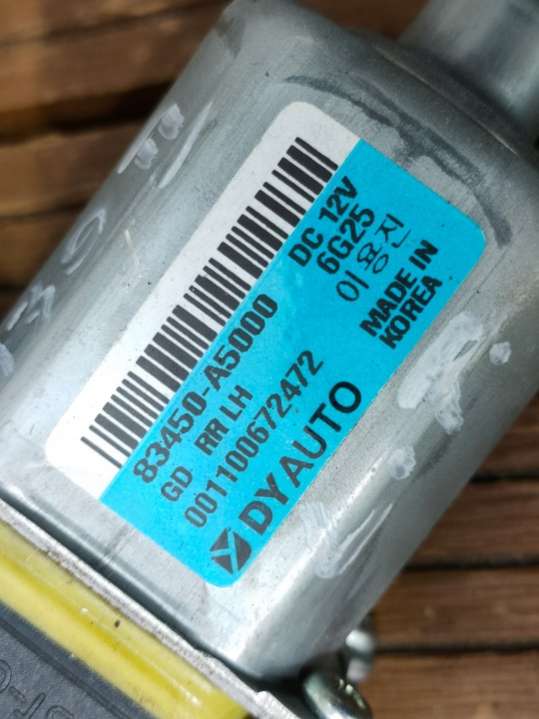 83450-A5000 DC 12V
GD RR LH 6G25
001100672472 이용진
DYAUTO MADE IN
KOREA